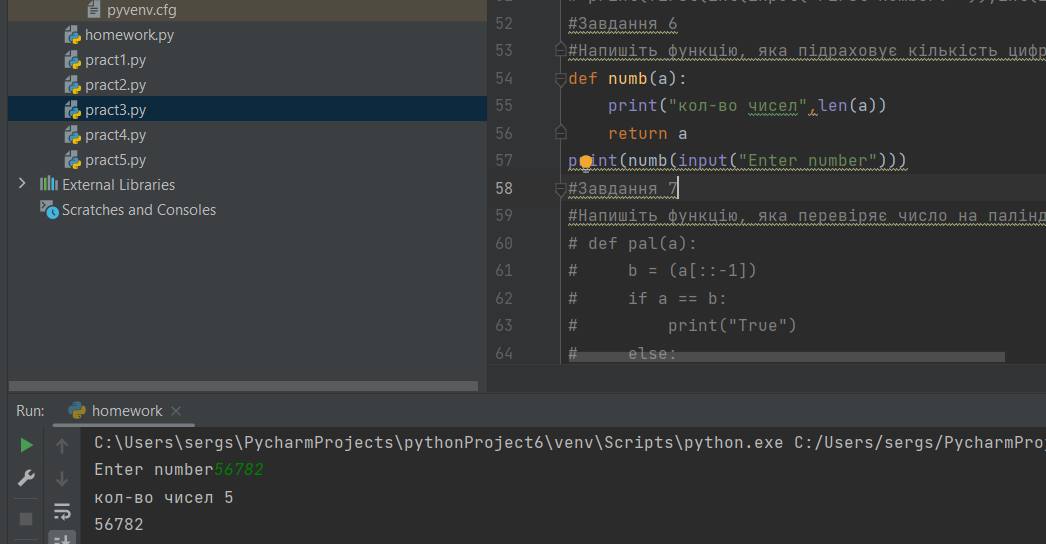 pyvenv.cfg
homework.py
pract1.py
pract2.py
pract3.py
pract4.py
pract5.py
External Libraries
Scratches and Consoles
52 #Завдання 6
53 #Напишіть функцію, яка підраховує кількість цифр
54 def numb(a):
55 print("кол-во чисел",len(a))
56 return a
57 print(numb(input("Enter number")))
58 #Завдання 7
59 #Напишіть функцію, яка перевіряє число на палінд
60 # def pal(a):
61 # b = (a[::-1])
62 # if a == b:
63 # print("True")
64 # else:
Run: homework
C:\Users\sergs\PycharmProjects\pythonProject6\venv\Scripts\python.exe C:/Users/sergs/PycharmProj
Enter number56782
кол-во чисел 5
56782